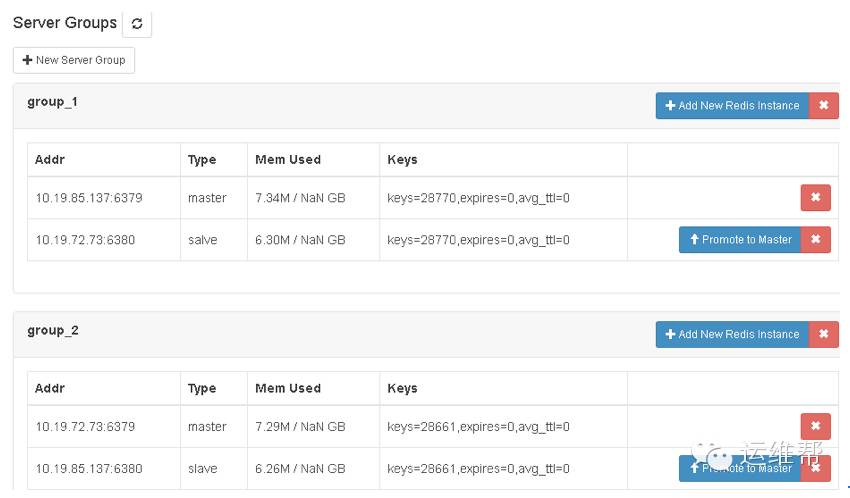 Server Groups
New Server Group
group_1
Add New Redis Instance
Addr Type Mem Used Keys
10.19.85.137:6379 master 7.34M / NaN GB keys=28770,expires=0,avg_ttl=0
10.19.72.73:6380 salve 6.30M / NaN GB keys=28770,expires=0,avg_ttl=0 Promote to Master
group_2
Add New Redis Instance
Addr Type Mem Used Keys
10.19.72.73:6379 master 7.29M / NaN GB keys=28661,expires=0,avg_ttl=0
10.19.85.137:6380 slave 6.26M / NaN GB keys=28661,expires=0,avg_ttl=0 Promote to Master
运维帮